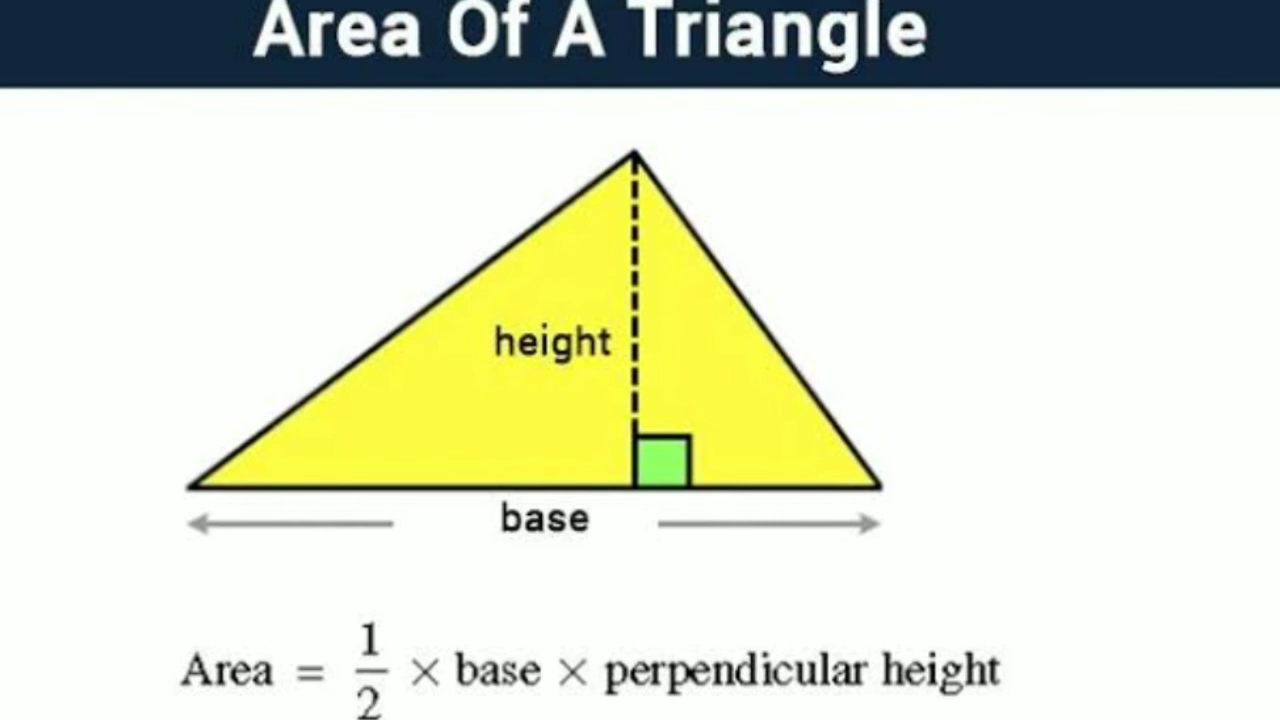 Area Of A Triangle
height
base
Area = 1/2 × base × perpendicular height